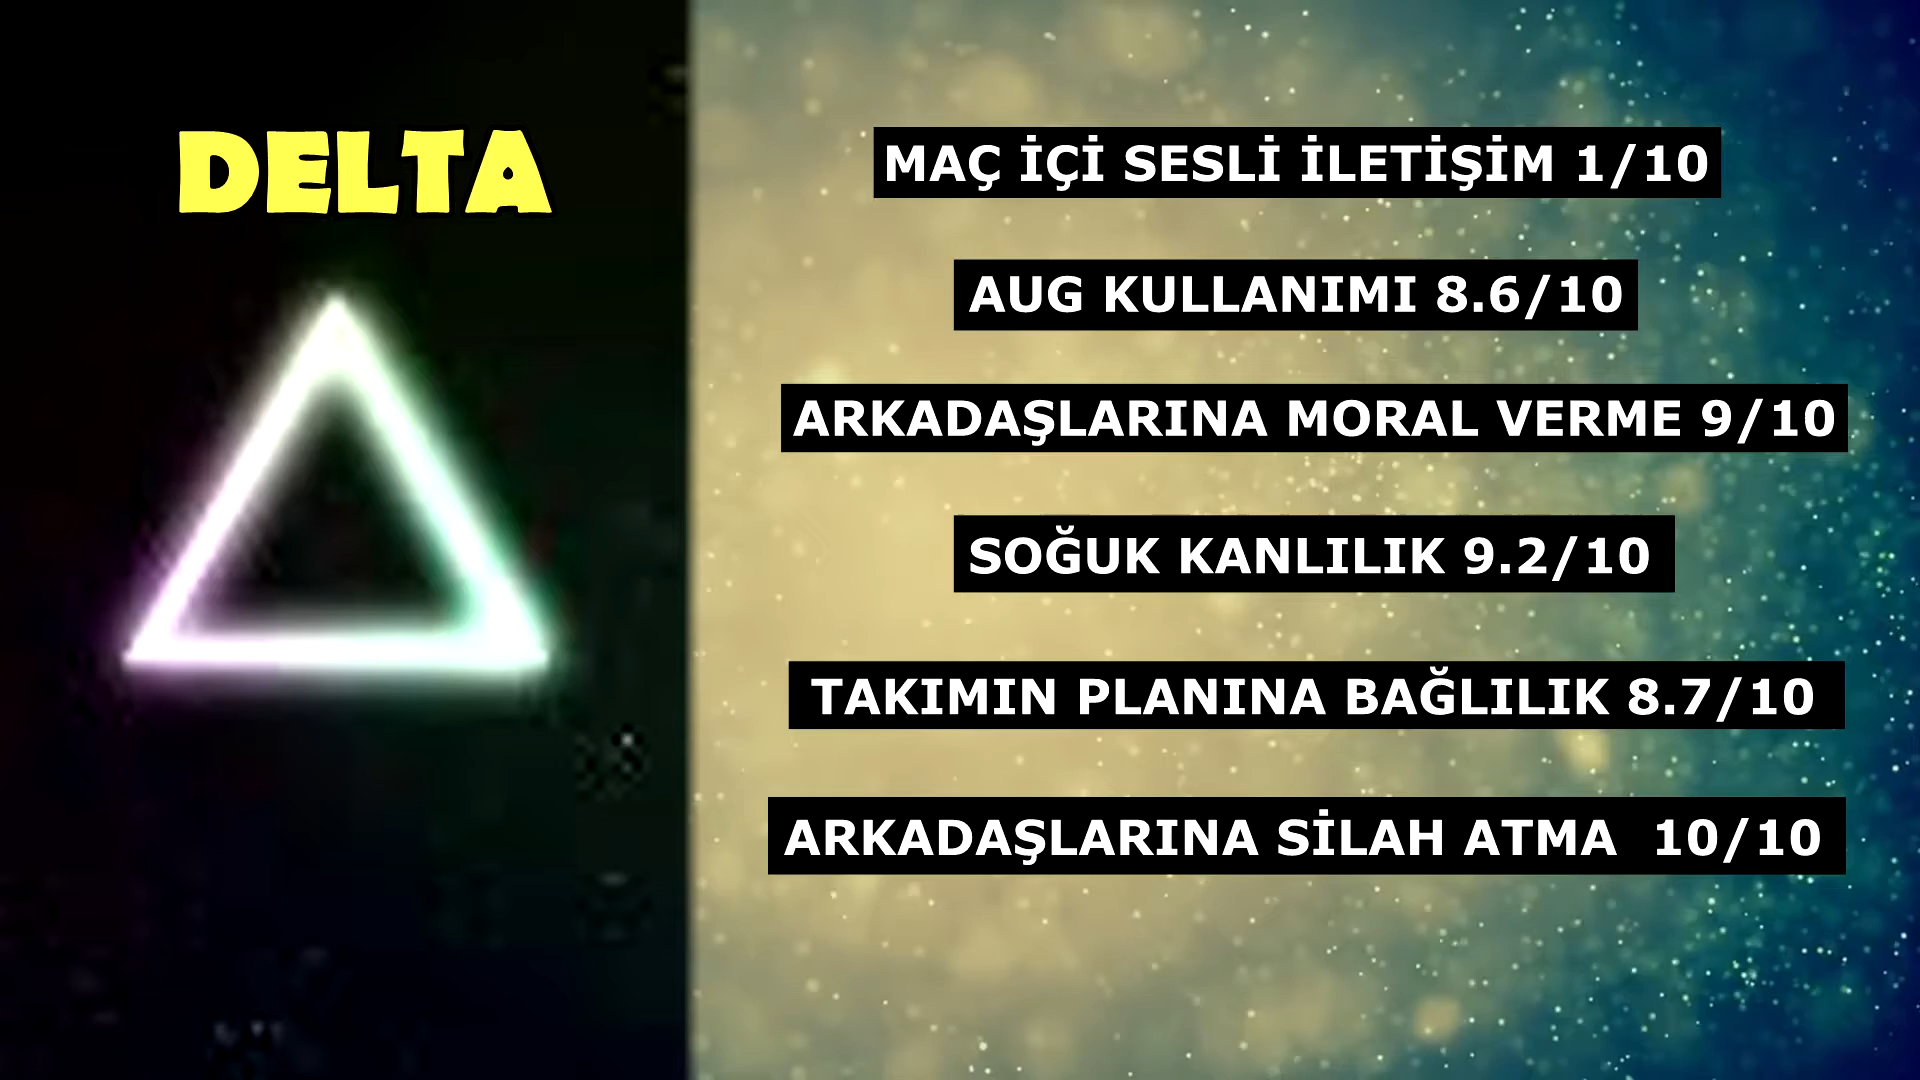 DELTA
MAÇ İÇİ SESLİ İLETİŞİM 1/10
AUG KULLANIMI 8.6/10
ARKADAŞLARINA MORAL VERME 9/10
SOĞUK KANLILIK 9.2/10
TAKIMIN PLANINA BAĞLILIK 8.7/10
ARKADAŞLARINA SİLAH ATMA 10/10